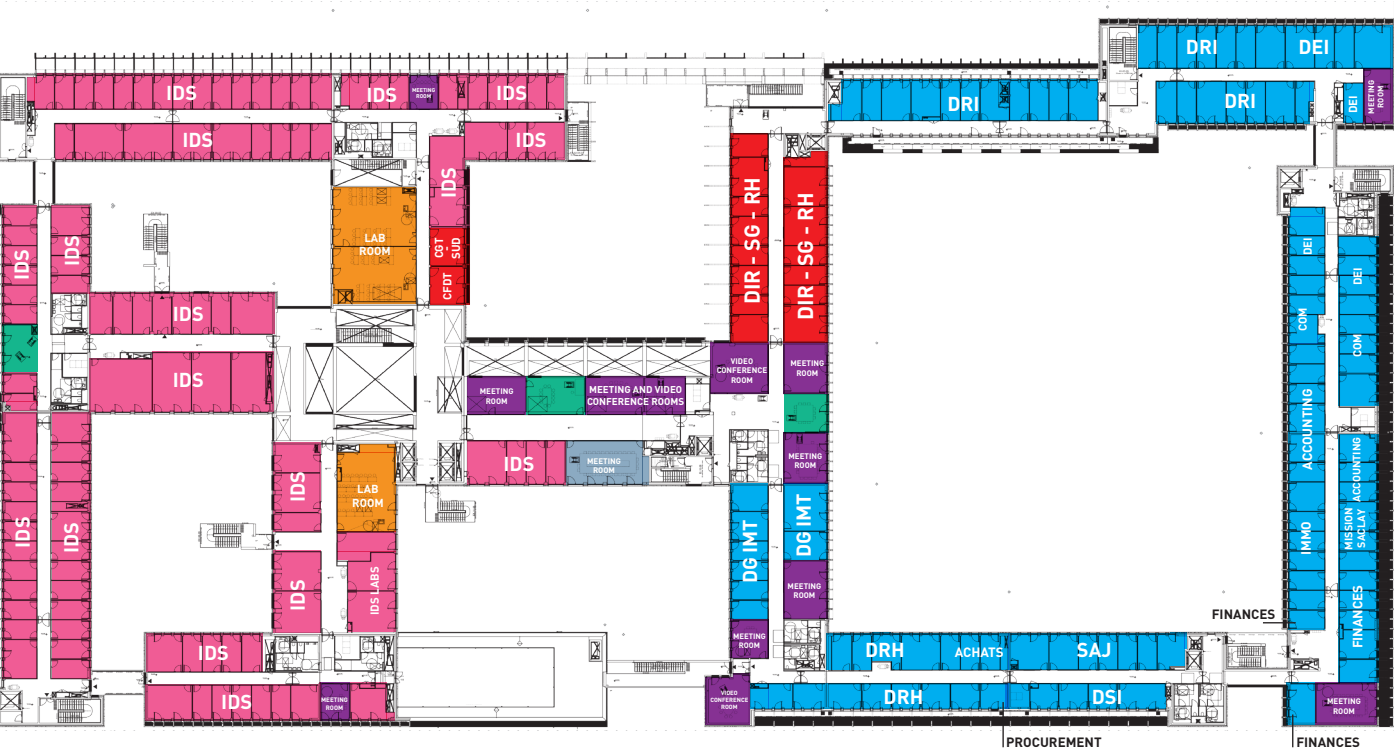 DRI
DEI
IDS
IDS
MEETING
ROOM
IDS
DRI
DRI
DEI
MEETING
ROOM
IDS
IDS
IDS
DIR - SG - RH
DIR - SG - RH
LAB
ROOM
CGT
SUD
CFDT
IDS
IDS
DEI
DEI
IDS
COM
COM
IDS
VIDEO
CONFERENCE
ROOM
MEETING
ROOM
MEETING
ROOM
MEETING AND VIDEO
CONFERENCE ROOMS
ACCOUNTING
ACCOUNTING
IDS
MEETING
ROOM
MEETING
ROOM
IDS
LAB
ROOM
IDS
IDS
DG IMT
DG IMT
IMMO
MISSION
SACLAY
IDS
IDS LABS
MEETING
ROOM
FINANCES
FINANCES
MEETING
ROOM
IDS
DRH
ACHATS
SAJ
IDS
MEETING
ROOM
VIDEO
CONFERENCE
ROOM
DRH
DSI
MEETING
ROOM
PROCUREMENT
FINANCES